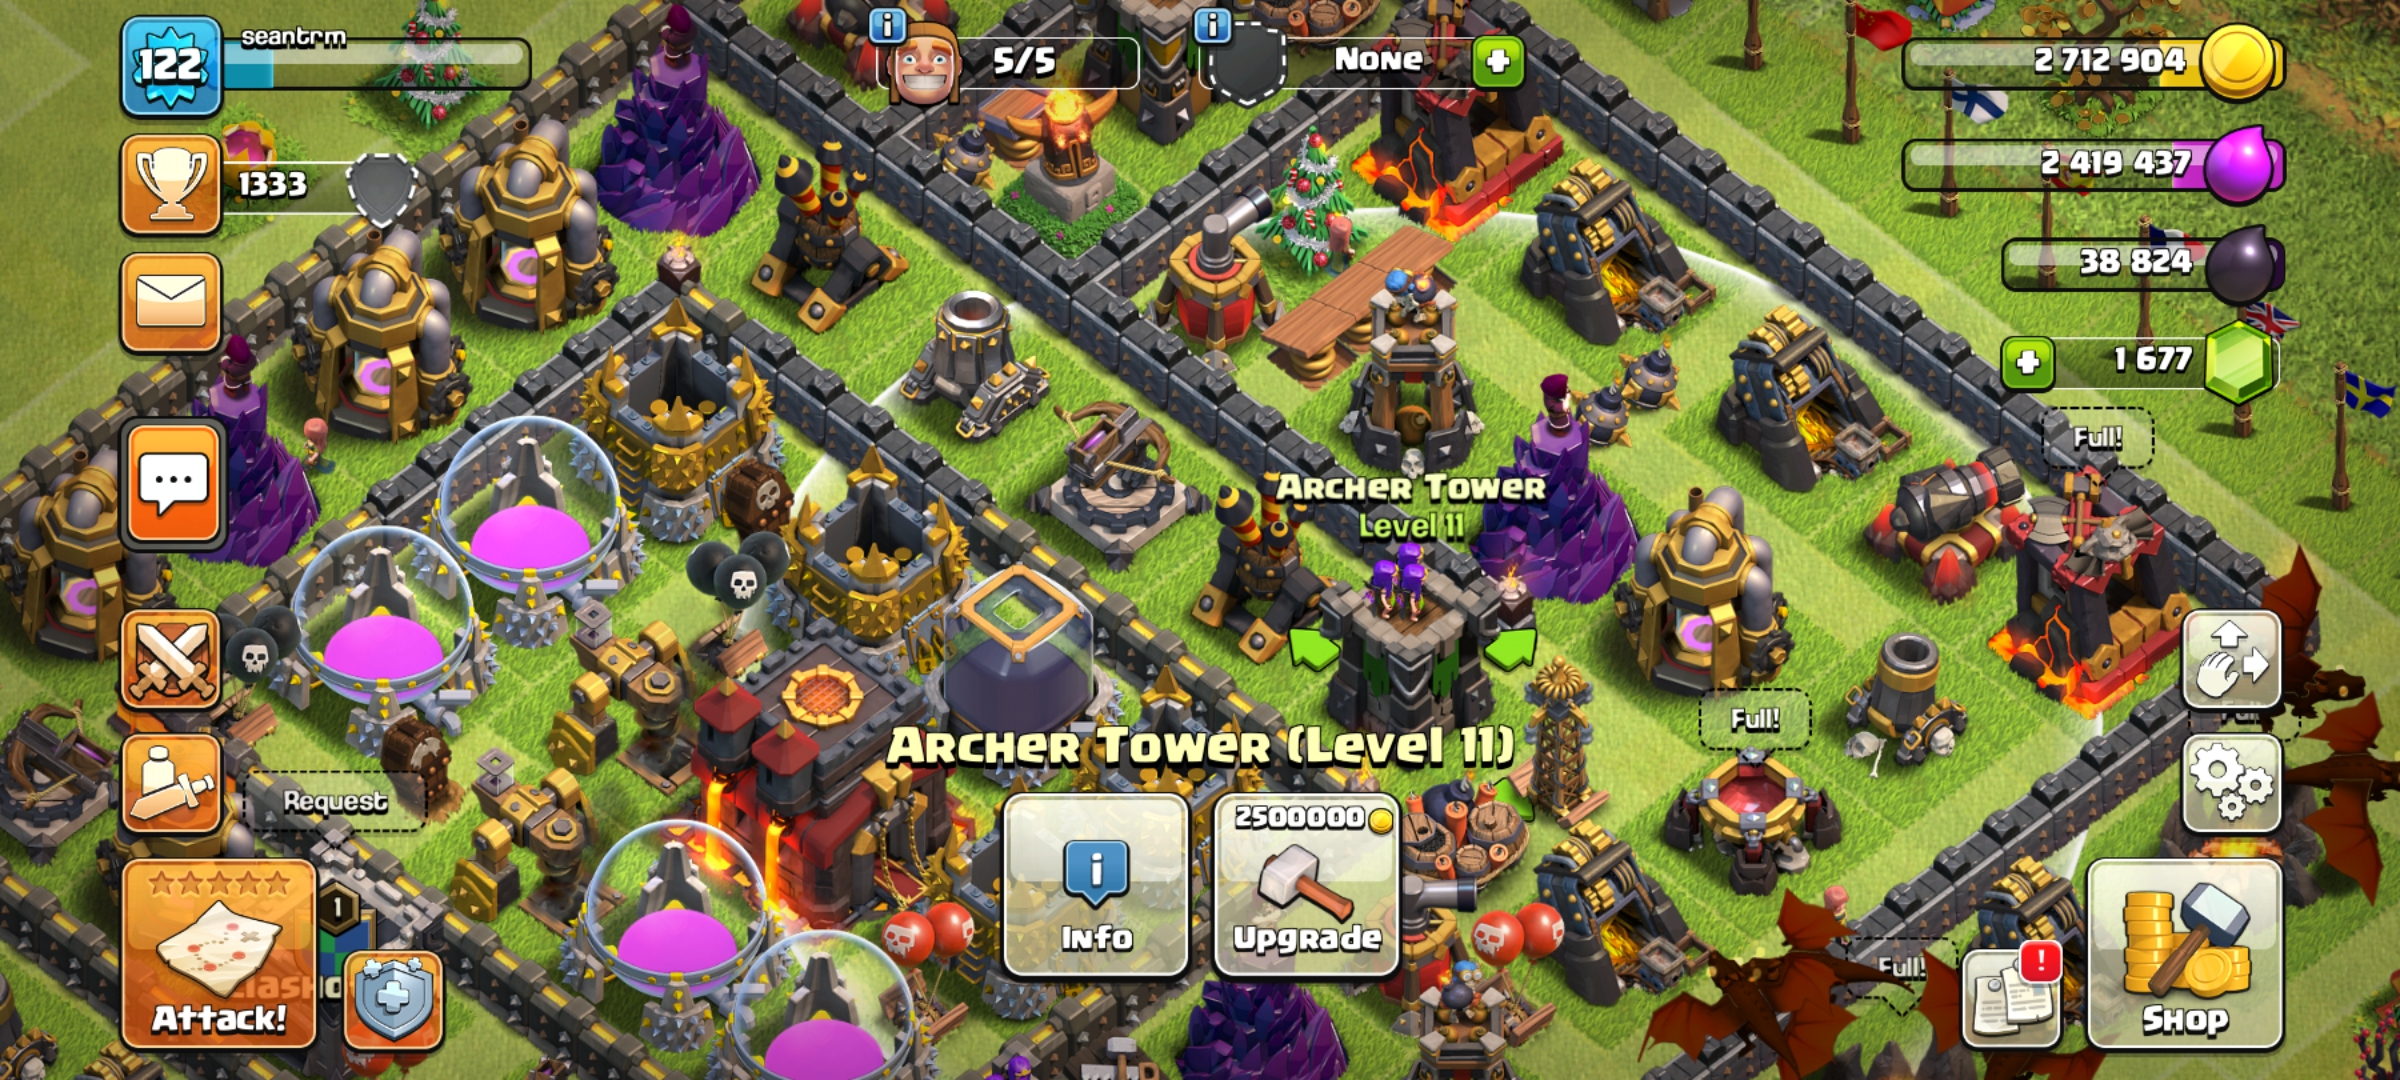 122
seantrm
5/5
None
2 712 904
1333
2 419 437
38 824
1 677
Full!
Archer Tower
Level 11
Full!
Archer Tower (Level 11)
Request
2500000
Info
Upgrade
1
Full!
!
Attack!
Shop